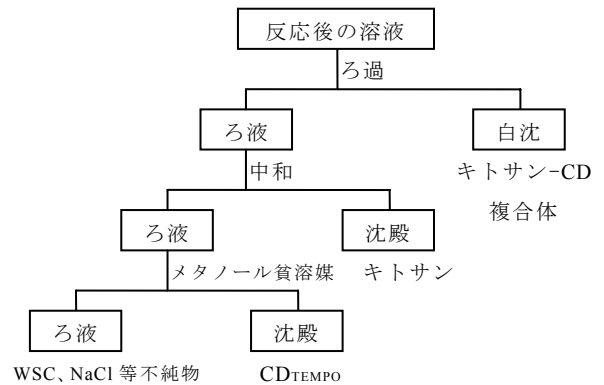 反応後の溶液
ろ過
ろ液
白沈
中和
キトサン-CD
複合体
ろ液
沈殿
メタノール貧溶媒
キトサン
ろ液
沈殿
WSC、NaCl 等不純物
CDTEMPO